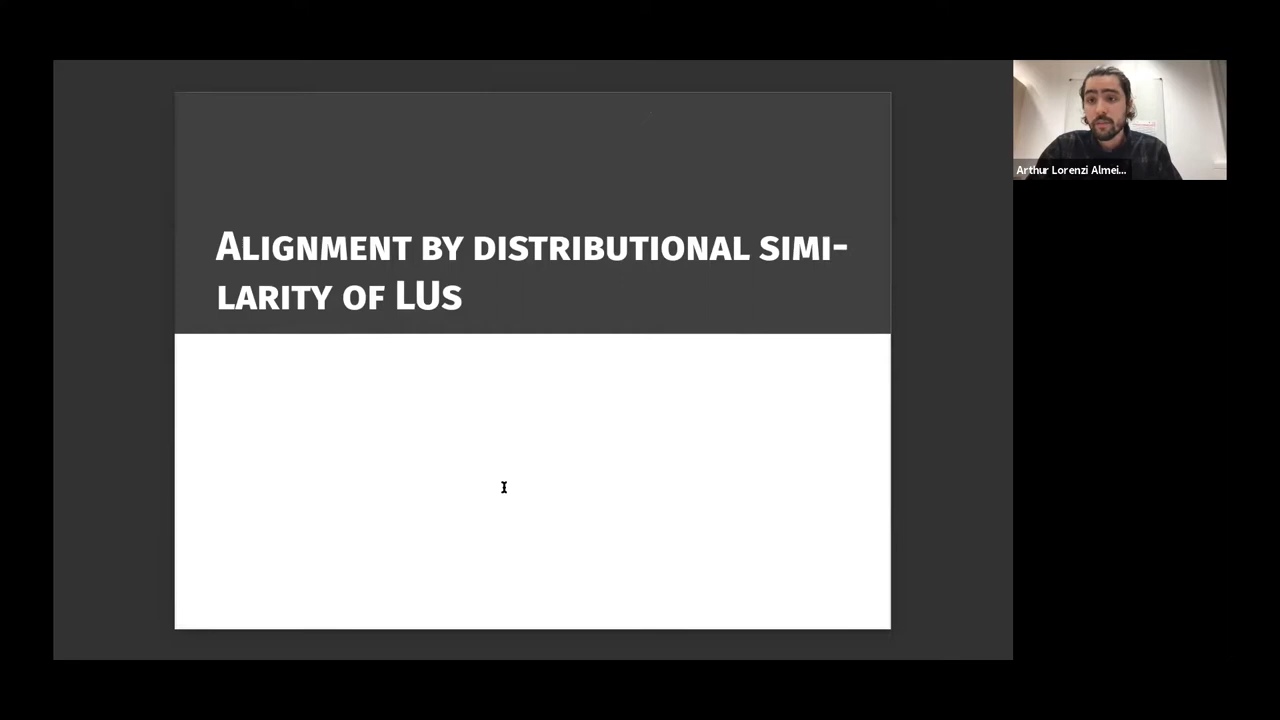 Alignment by distributional simi-
larity of LUs
Arthur Lorenzi Almei...